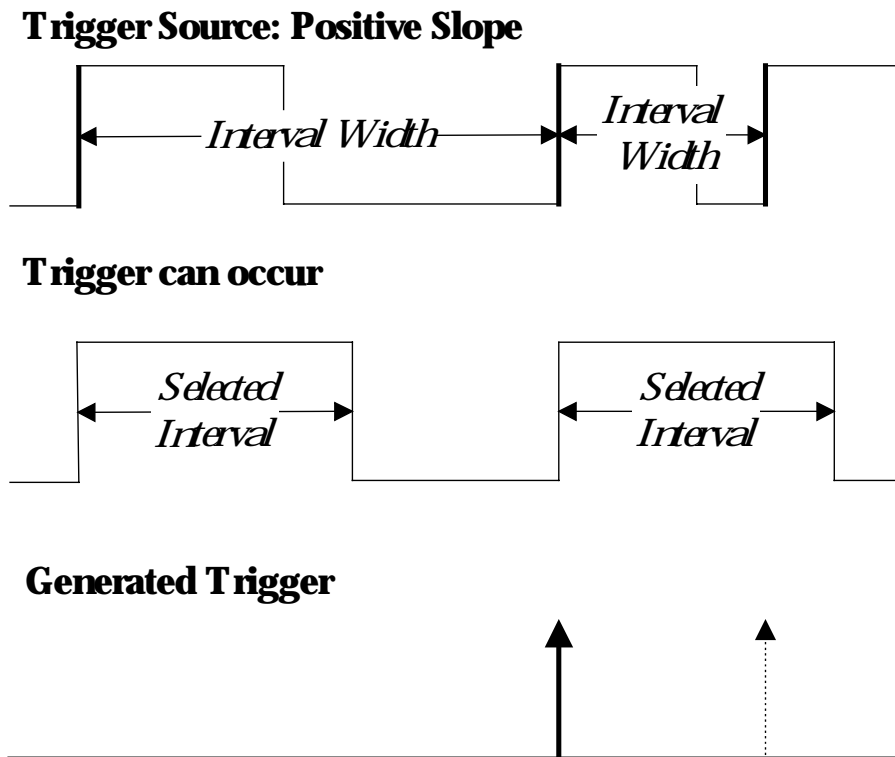 Trigger Source: Positive Slope
Interval Width
Interval
Width
Trigger can occur
Selected
Interval
Selected
Interval
Generated Trigger